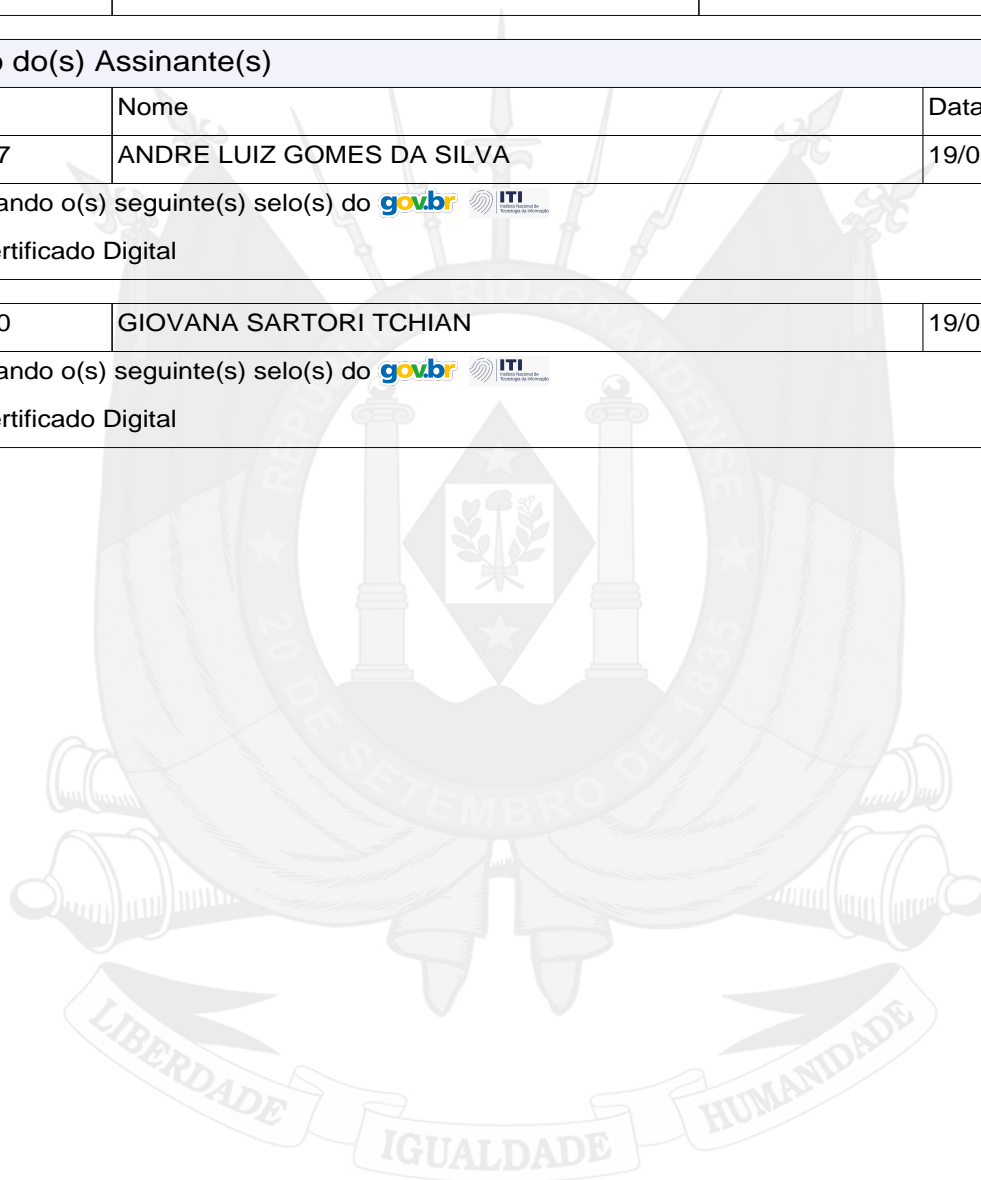 o do(s) Assinante(s)
Nome Data
7 ANDRE LUIZ GOMES DA SILVA 19/0
ando o(s) seguinte(s) selo(s) do gov.br ITI
ertificado Digital
0 GIOVANA SARTORI TCHIAN 19/0
ando o(s) seguinte(s) selo(s) do gov.br ITI
ertificado Digital
REPUBLICA RIO-GRANDENSE
20 DE SETEMBRO DE 1835
LIBERDADE IGUALDADE HUMANIDADE